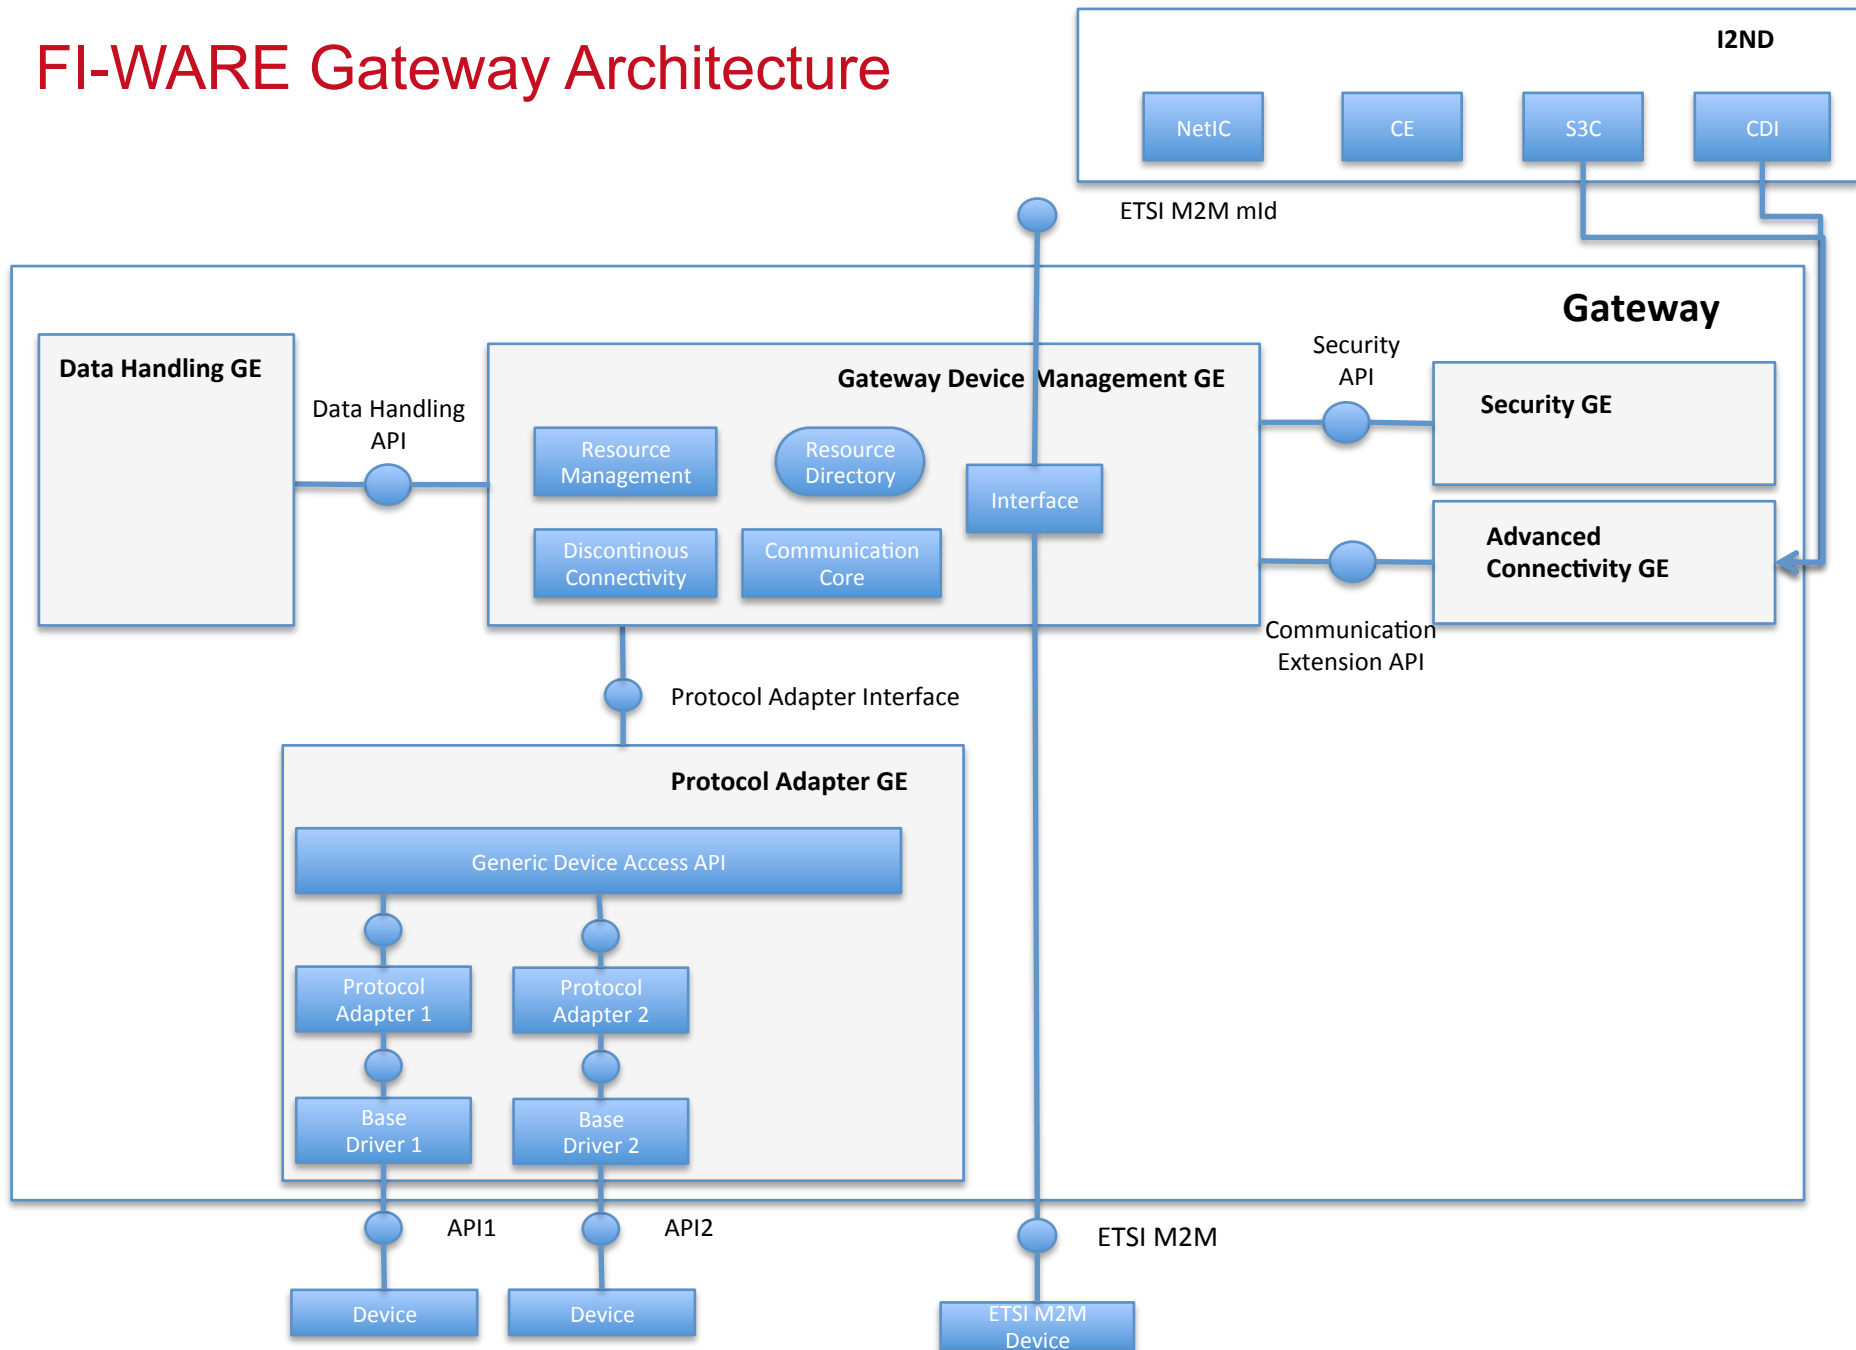 FI-WARE Gateway Architecture
I2ND
NetIC
CE
S3C
CDI
ETSI M2M mId
Gateway
Data Handling GE
Data Handling
API
Gateway Device Management GE
Resource
Management
Resource
Directory
Interface
Discontinous
Connectivity
Communication
Core
Security
API
Security GE
Advanced
Connectivity GE
Communication
Extension API
Protocol Adapter Interface
Protocol Adapter GE
Generic Device Access API
Protocol
Adapter 1
Protocol
Adapter 2
Base
Driver 1
Base
Driver 2
API1
API2
ETSI M2M
Device
Device
ETSI M2M
Device